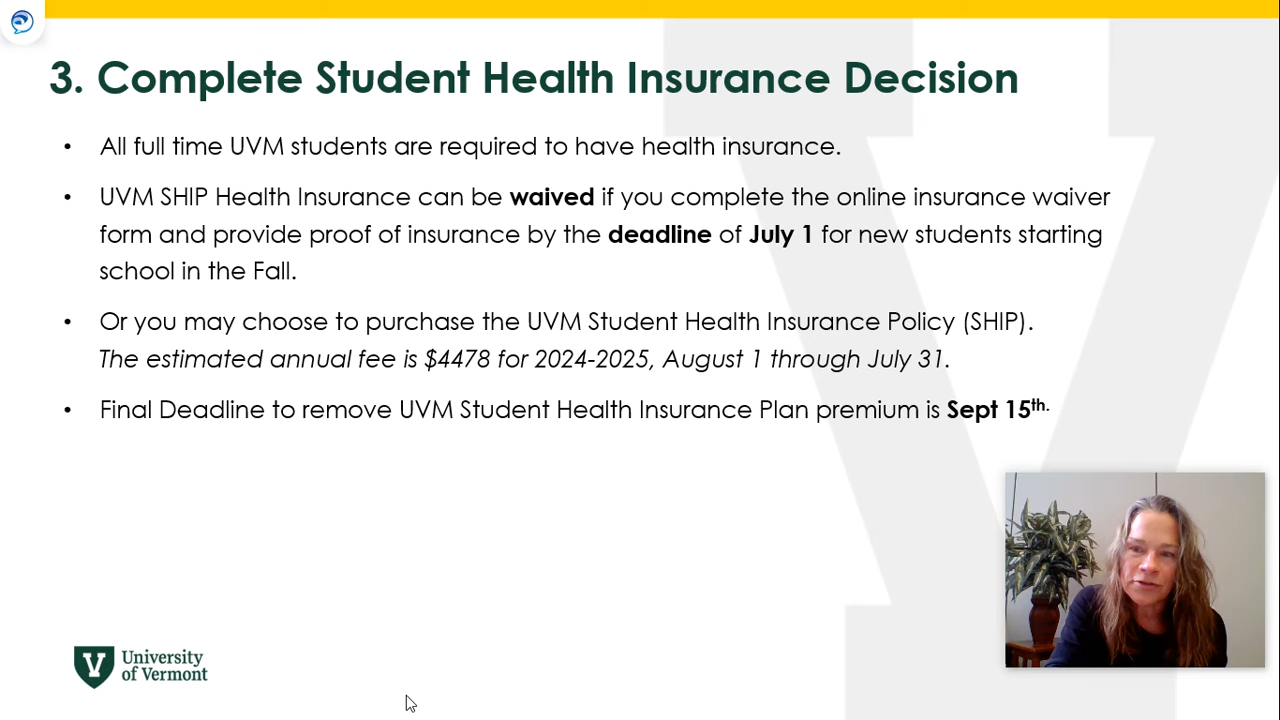 3. Complete Student Health Insurance Decision
• All full time UVM students are required to have health insurance.
• UVM SHIP Health Insurance can be waived if you complete the online insurance waiver
form and provide proof of insurance by the deadline of July 1 for new students starting
school in the Fall.
• Or you may choose to purchase the UVM Student Health Insurance Policy (SHIP).
The estimated annual fee is $4478 for 2024-2025, August 1 through July 31.
• Final Deadline to remove UVM Student Health Insurance Plan premium is Sept 15th.
V University
of Vermont